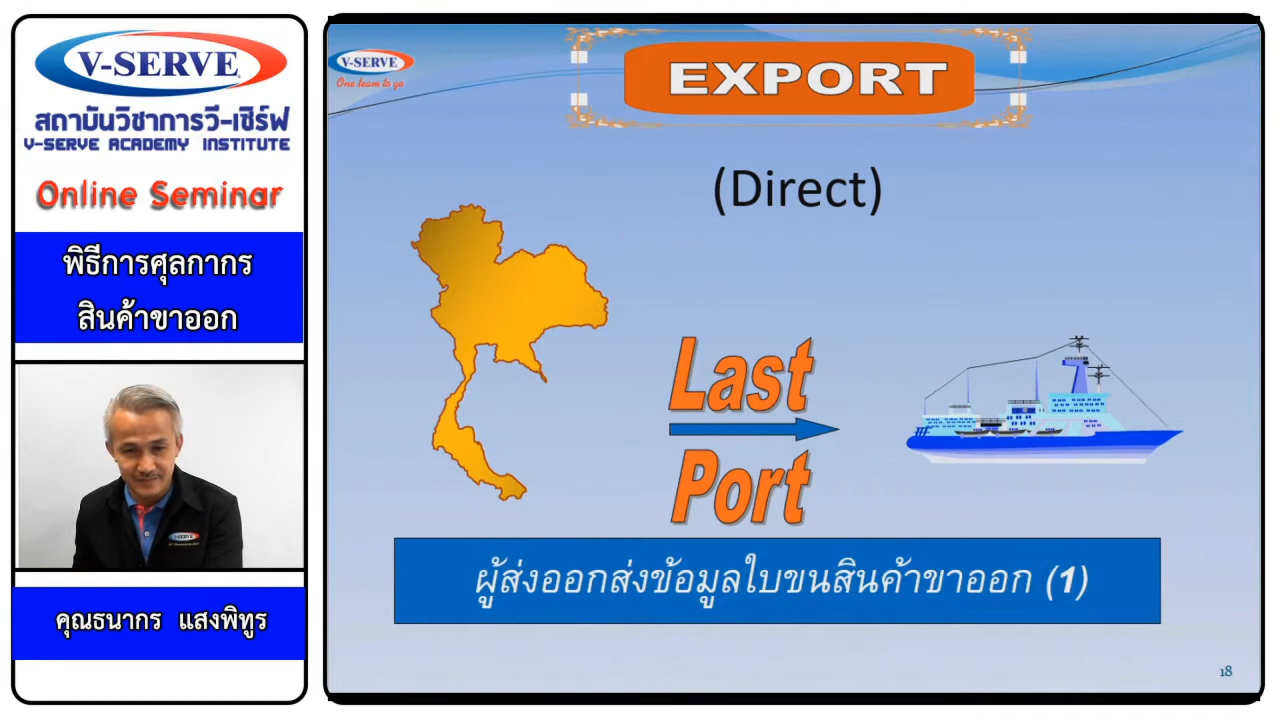 V-SERVE
สถาบันวิชาการวี-เซิร์ฟ
V-SERVE ACADEMY INSTITUTE
Online Seminar
พิธีการศุลกากร
สินค้าขาออก
V-SERVE
คุณธนากร แสงพิทูร
V-SERVE
One team to go
EXPORT
(Direct)
Last
Port
ผู้ส่งออกส่งข้อมูลใบขนสินค้าขาออก (1)
18